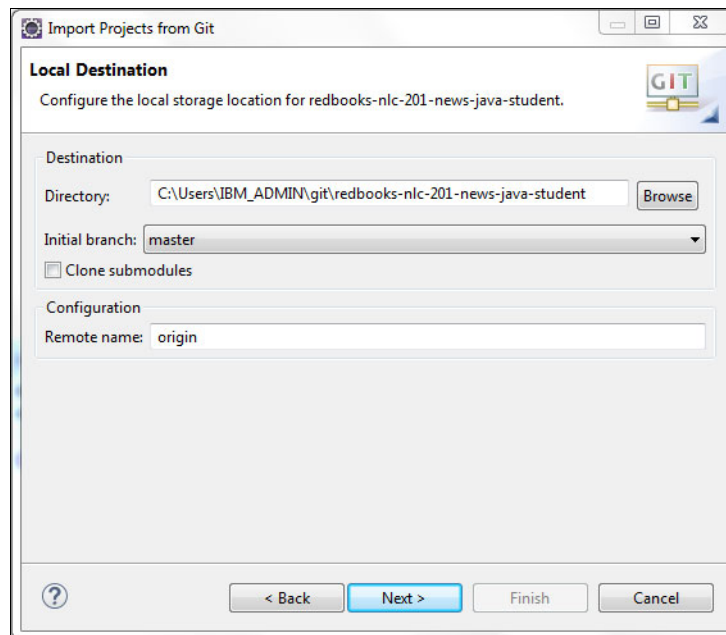 Import Projects from Git
Local Destination
Configure the local storage location for redbooks-nlc-201-news-java-student.
GIT
Destination
Directory: C:\Users\IBM_ADMIN\git\redbooks-nlc-201-news-java-student Browse
Initial branch: master
Clone submodules
Configuration
Remote name: origin
? < Back Next > Finish Cancel